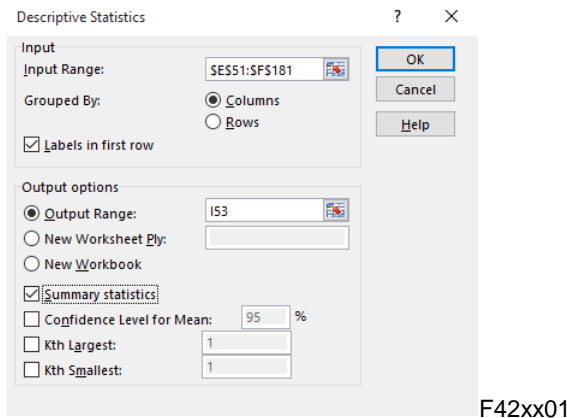 Descriptive Statistics ? ×
Input
Input Range: $E$51:$F$181
OK
Grouped By: Columns
Cancel
Rows
Help
Labels in first row
Output options
Output Range: I53
New Worksheet Ply:
New Workbook
Summary statistics
Confidence Level for Mean: 95 %
Kth Largest: 1
Kth Smallest: 1
F42xx01